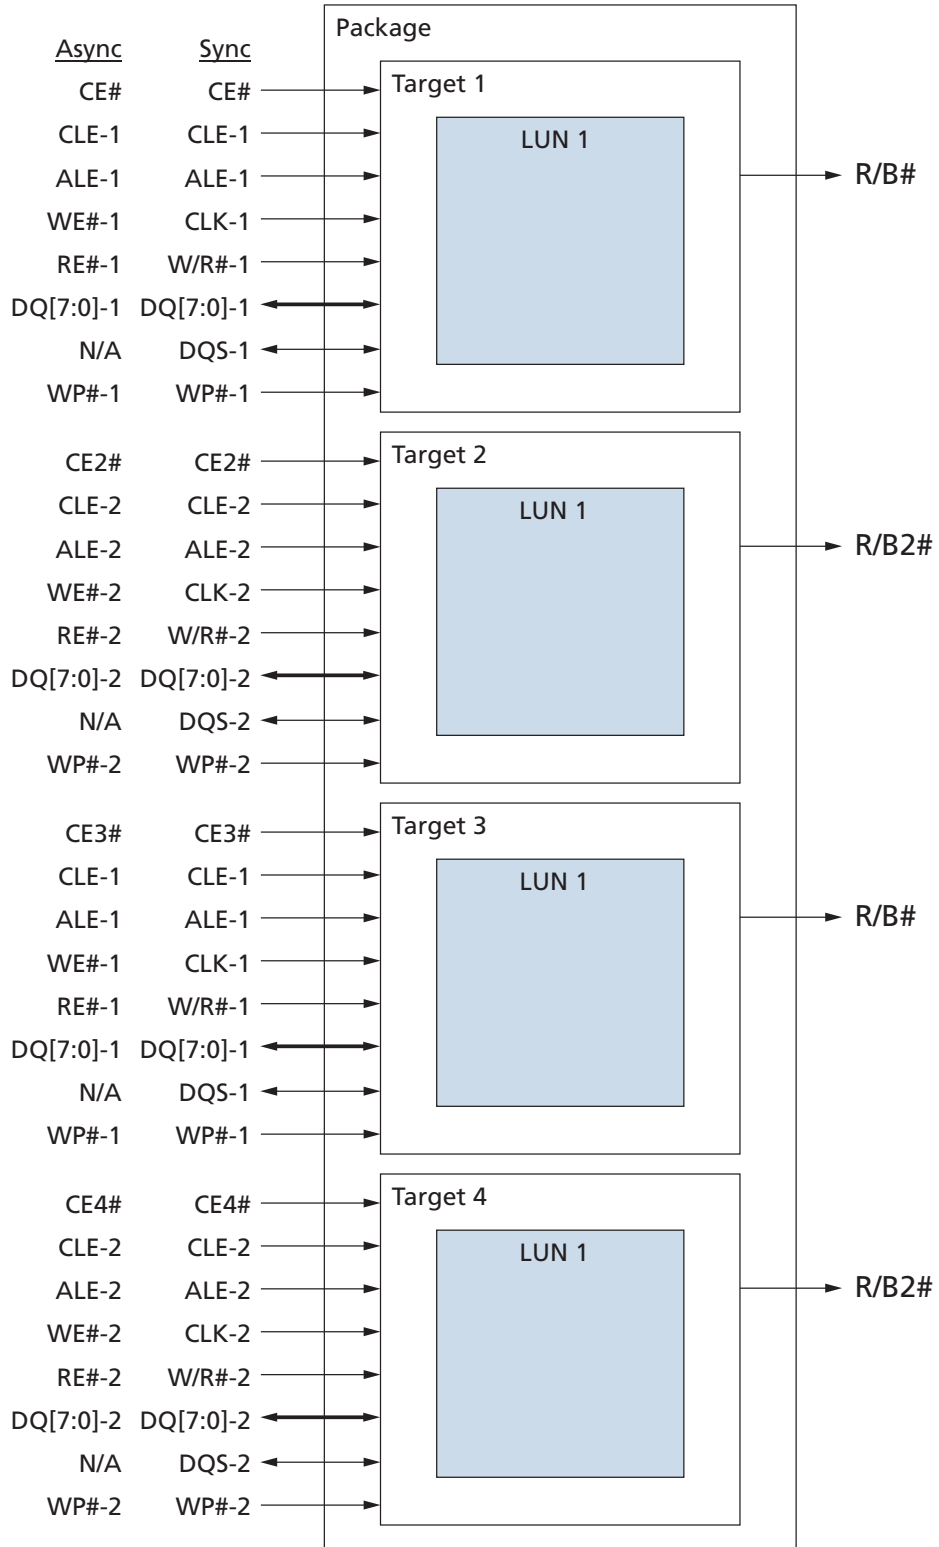 Package
Async Sync
Target 1
CE# CE#
LUN 1
CLE-1 CLE-1
ALE-1 ALE-1 R/B#
WE#-1 CLK-1
RE#-1 W/R#-1
DQ[7:0]-1 DQ[7:0]-1
N/A DQS-1
WP#-1 WP#-1
Target 2
CE2# CE2#
CLE-2 CLE-2 LUN 1
ALE-2 ALE-2 R/B2#
WE#-2 CLK-2
RE#-2 W/R#-2
DQ[7:0]-2 DQ[7:0]-2
N/A DQS-2
WP#-2 WP#-2
Target 3
CE3# CE3#
CLE-1 CLE-1 LUN 1
ALE-1 ALE-1 R/B#
WE#-1 CLK-1
RE#-1 W/R#-1
DQ[7:0]-1 DQ[7:0]-1
N/A DQS-1
WP#-1 WP#-1
Target 4
CE4# CE4#
CLE-2 CLE-2 LUN 1
ALE-2 ALE-2 R/B2#
WE#-2 CLK-2
RE#-2 W/R#-2
DQ[7:0]-2 DQ[7:0]-2
N/A DQS-2
WP#-2 WP#-2